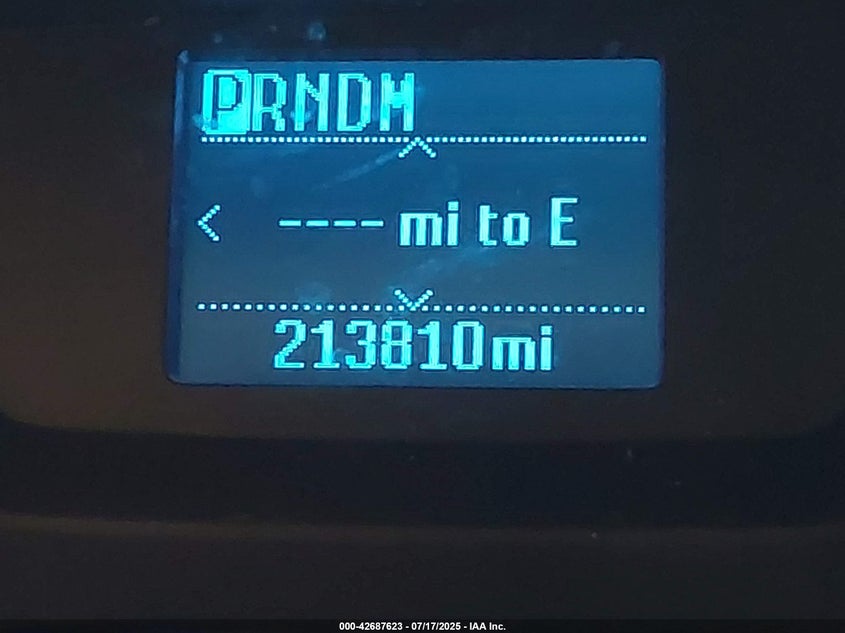 PRNDM
< ---- mi to E
213810mi
000-42687623 - 07/17/2025 - IAA Inc.